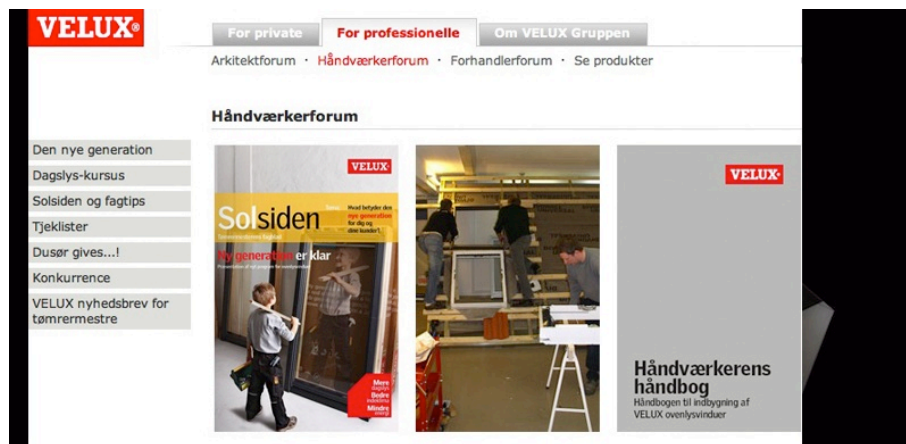 VELUX®
For private For professionelle Om VELUX Gruppen
Arkitektforum · Håndværkerforum · Forhandlerforum · Se produkter
Håndværkerforum
Den nye generation
Dagslys-kursus
Solsiden og fagtips
Tjeklister
Dusør gives...!
Konkurrence
VELUX nyhedsbrev for
tømrermestre
VELUX
Solsiden
Hvad betyder den
nye generation
for dig og
dine kunder?
Ny generation er klar
Mere
dagslys
Bedre
indeklima
Mindre
energi
VELUX
Håndværkerens
håndbog
Håndbogen til indbygning af
VELUX ovenlysvinduer